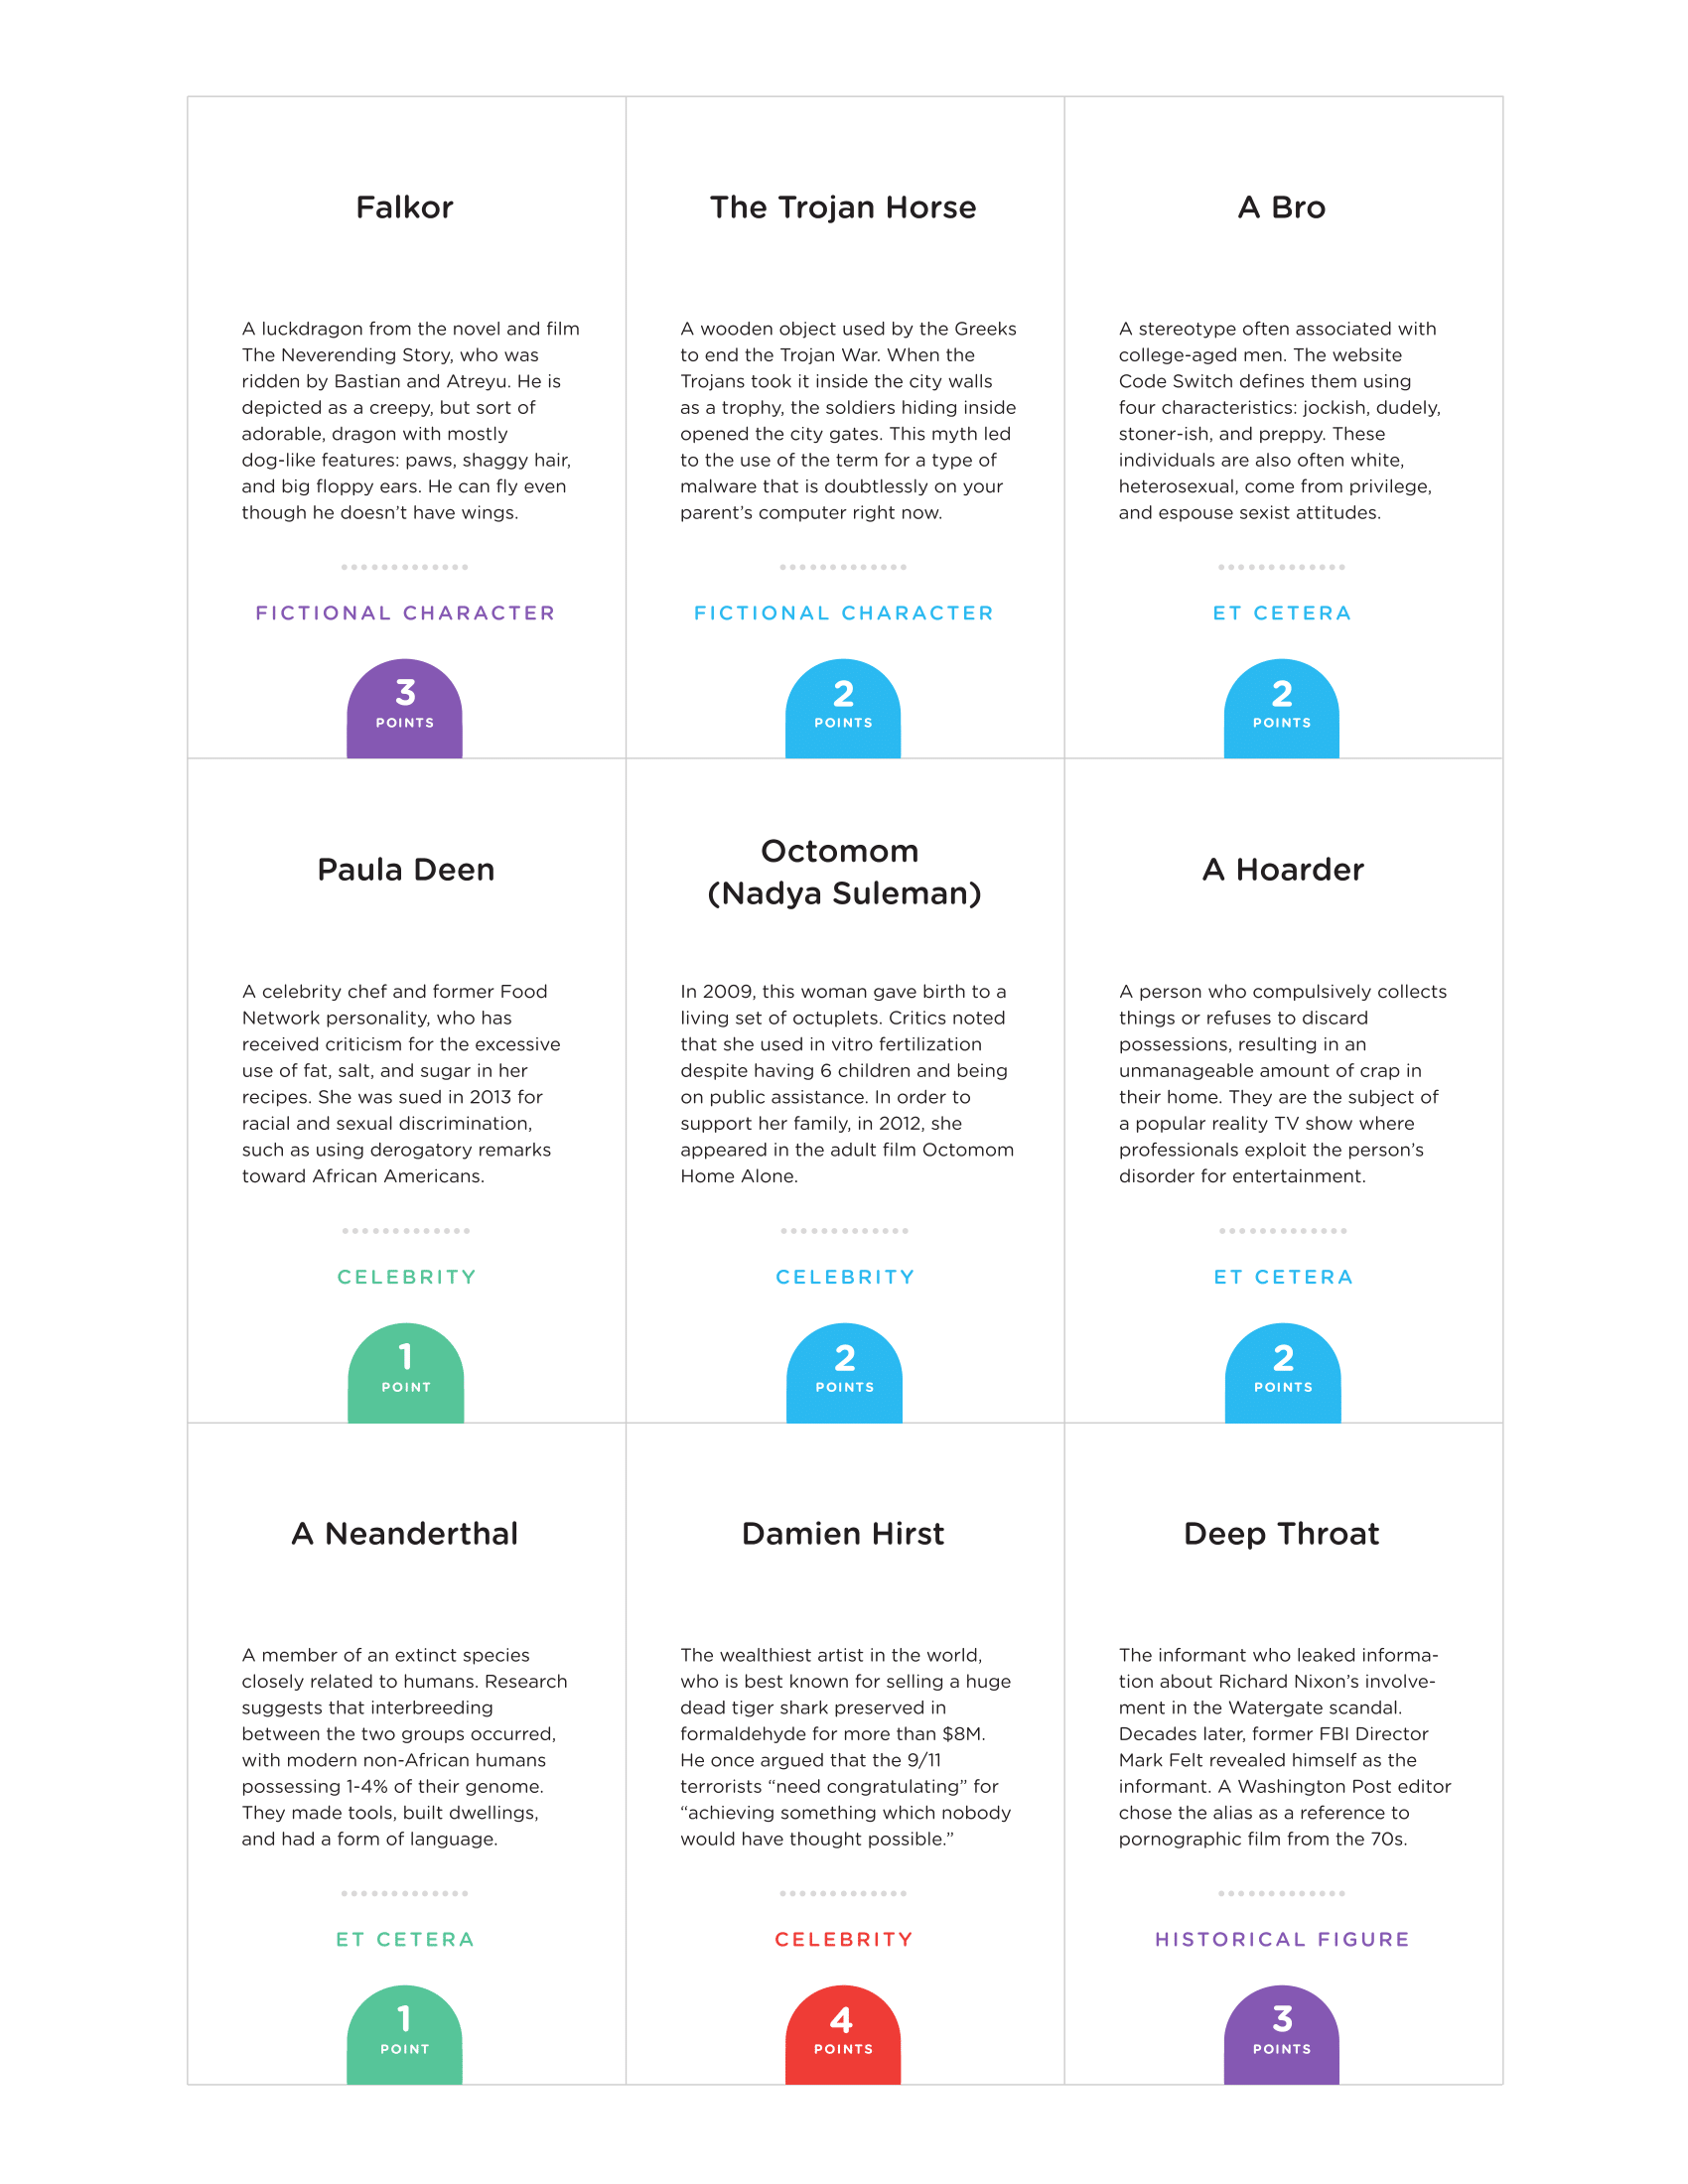 Falkor
A luckdragon from the novel and film
The Neverending Story, who was
ridden by Bastian and Atreyu. He is
depicted as a creepy, but sort of
adorable, dragon with mostly
dog-like features: paws, shaggy hair,
and big floppy ears. He can fly even
though he doesn’t have wings.
FICTIONAL CHARACTER
3
POINTS
The Trojan Horse
A wooden object used by the Greeks
to end the Trojan War. When the
Trojans took it inside the city walls
as a trophy, the soldiers hiding inside
opened the city gates. This myth led
to the use of the term for a type of
malware that is doubtlessly on your
parent’s computer right now.
FICTIONAL CHARACTER
2
POINTS
A Bro
A stereotype often associated with
college-aged men. The website
Code Switch defines them using
four characteristics: jockish, dudely,
stoner-ish, and preppy. These
individuals are also often white,
heterosexual, come from privilege,
and espouse sexist attitudes.
ET CETERA
2
POINTS
Paula Deen
A celebrity chef and former Food
Network personality, who has
received criticism for the excessive
use of fat, salt, and sugar in her
recipes. She was sued in 2013 for
racial and sexual discrimination,
such as using derogatory remarks
toward African Americans.
CELEBRITY
1
POINT
Octomom
(Nadya Suleman)
In 2009, this woman gave birth to a
living set of octuplets. Critics noted
that she used in vitro fertilization
despite having 6 children and being
on public assistance. In order to
support her family, in 2012, she
appeared in the adult film Octomom
Home Alone.
CELEBRITY
2
POINTS
A Hoarder
A person who compulsively collects
things or refuses to discard
possessions, resulting in an
unmanageable amount of crap in
their home. They are the subject of
a popular reality TV show where
professionals exploit the person’s
disorder for entertainment.
ET CETERA
2
POINTS
A Neanderthal
A member of an extinct species
closely related to humans. Research
suggests that interbreeding
between the two groups occurred,
with modern non-African humans
possessing 1-4% of their genome.
They made tools, built dwellings,
and had a form of language.
ET CETERA
1
POINT
Damien Hirst
The wealthiest artist in the world,
who is best known for selling a huge
dead tiger shark preserved in
formaldehyde for more than $8M.
He once argued that the 9/11
terrorists “need congratulating” for
“achieving something which nobody
would have thought possible.”
CELEBRITY
4
POINTS
Deep Throat
The informant who leaked informa-
tion about Richard Nixon’s involve-
ment in the Watergate scandal.
Decades later, former FBI Director
Mark Felt revealed himself as the
informant. A Washington Post editor
chose the alias as a reference to
pornographic film from the 70s.
HISTORICAL FIGURE
3
POINTS